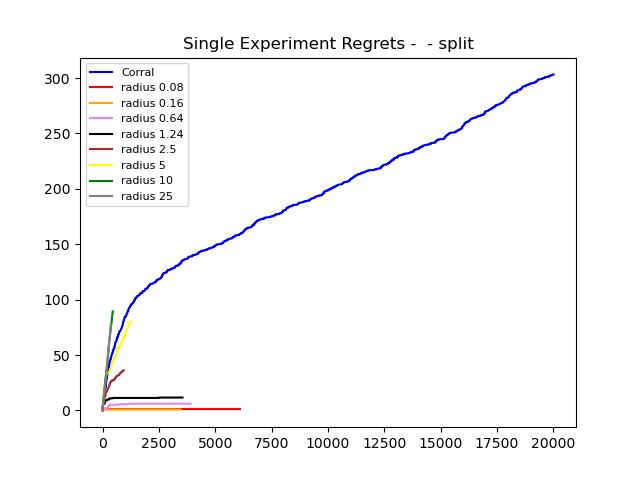 Single Experiment Regrets -  - split
Corral
radius 0.08
radius 0.16
radius 0.64
radius 1.24
radius 2.5
radius 5
radius 10
radius 25
300
250
200
150
100
50
0
0 2500 5000 7500 10000 12500 15000 17500 20000